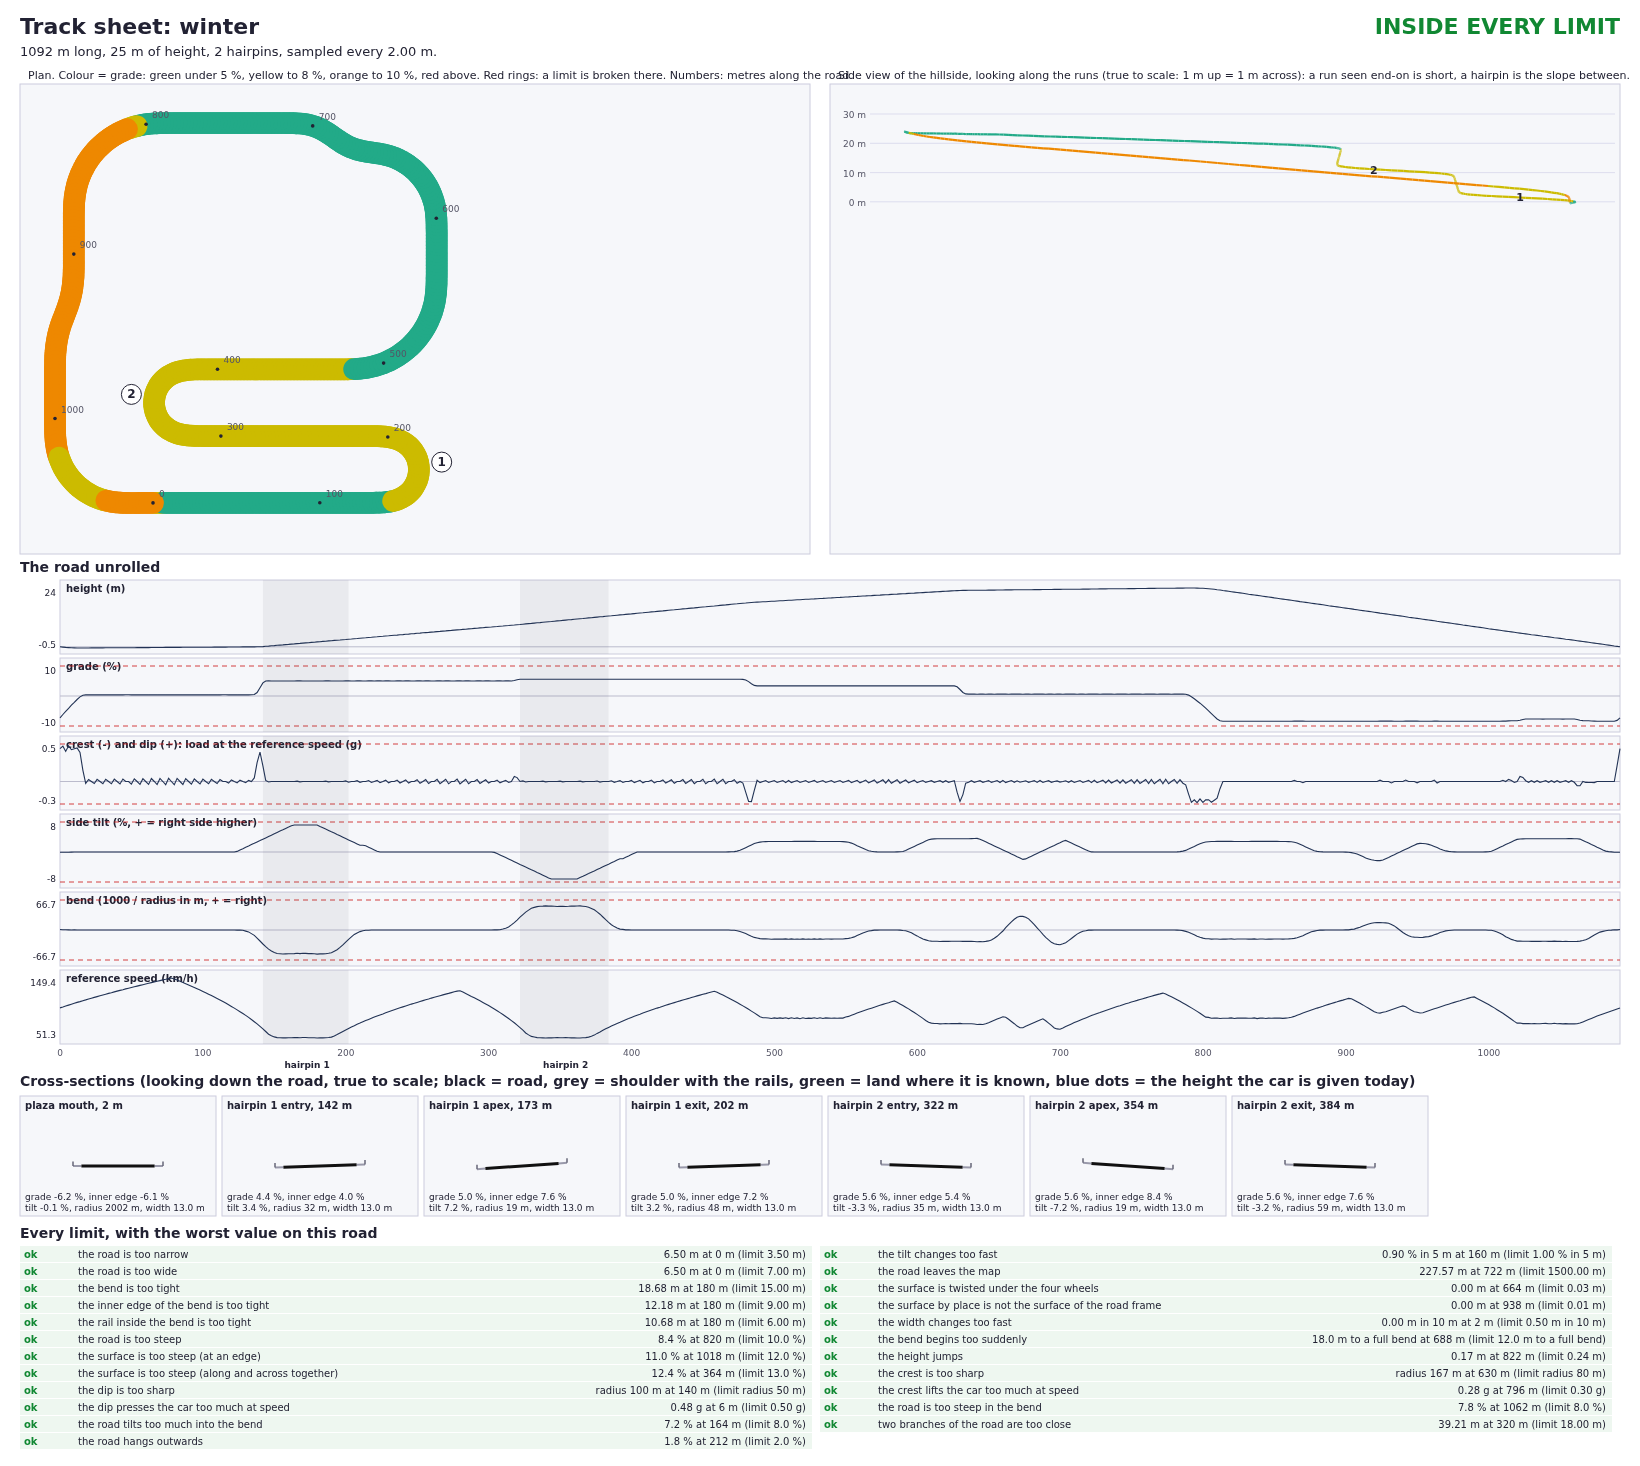 Track sheet: winter
INSIDE EVERY LIMIT
1092 m long, 25 m of height, 2 hairpins, sampled every 2.00 m.
Plan. Colour = grade: green under 5 %, yellow to 8 %, orange to 10 %, red above. Red rings: a limit is broken there. Numbers: metres along the road.
Side view of the hillside, looking along the runs (true to scale: 1 m up = 1 m across): a run seen end-on is short, a hairpin is the slope between.
800
700
600
900
500
400
2
1000
300
200
1
0
100
30 m
20 m
10 m
0 m
2
1
The road unrolled
height (m)
24
-0.5
grade (%)
10
-10
crest (-) and dip (+): load at the reference speed (g)
0.5
-0.3
side tilt (%, + = right side higher)
8
-8
bend (1000 / radius in m, + = right)
66.7
-66.7
reference speed (km/h)
149.4
51.3
0 100 200 300 400 500 600 700 800 900 1000
hairpin 1
hairpin 2
Cross-sections (looking down the road, true to scale; black = road, grey = shoulder with the rails, green = land where it is known, blue dots = the height the car is given today)
plaza mouth, 2 m
grade -6.2 %, inner edge -6.1 %
tilt -0.1 %, radius 2002 m, width 13.0 m
hairpin 1 entry, 142 m
grade 4.4 %, inner edge 4.0 %
tilt 3.4 %, radius 32 m, width 13.0 m
hairpin 1 apex, 173 m
grade 5.0 %, inner edge 7.6 %
tilt 7.2 %, radius 19 m, width 13.0 m
hairpin 1 exit, 202 m
grade 5.0 %, inner edge 7.2 %
tilt 3.2 %, radius 48 m, width 13.0 m
hairpin 2 entry, 322 m
grade 5.6 %, inner edge 5.4 %
tilt -3.3 %, radius 35 m, width 13.0 m
hairpin 2 apex, 354 m
grade 5.6 %, inner edge 8.4 %
tilt -7.2 %, radius 19 m, width 13.0 m
hairpin 2 exit, 384 m
grade 5.6 %, inner edge 7.6 %
tilt -3.2 %, radius 59 m, width 13.0 m
Every limit, with the worst value on this road
ok the road is too narrow 6.50 m at 0 m (limit 3.50 m)
ok the road is too wide 6.50 m at 0 m (limit 7.00 m)
ok the bend is too tight 18.68 m at 180 m (limit 15.00 m)
ok the inner edge of the bend is too tight 12.18 m at 180 m (limit 9.00 m)
ok the rail inside the bend is too tight 10.68 m at 180 m (limit 6.00 m)
ok the road is too steep 8.4 % at 820 m (limit 10.0 %)
ok the surface is too steep (at an edge) 11.0 % at 1018 m (limit 12.0 %)
ok the surface is too steep (along and across together) 12.4 % at 364 m (limit 13.0 %)
ok the dip is too sharp radius 100 m at 140 m (limit radius 50 m)
ok the dip presses the car too much at speed 0.48 g at 6 m (limit 0.50 g)
ok the road tilts too much into the bend 7.2 % at 164 m (limit 8.0 %)
ok the road hangs outwards 1.8 % at 212 m (limit 2.0 %)
ok the tilt changes too fast 0.90 % in 5 m at 160 m (limit 1.00 % in 5 m)
ok the road leaves the map 227.57 m at 722 m (limit 1500.00 m)
ok the surface is twisted under the four wheels 0.00 m at 664 m (limit 0.03 m)
ok the surface by place is not the surface of the road frame 0.00 m at 938 m (limit 0.01 m)
ok the width changes too fast 0.00 m in 10 m at 2 m (limit 0.50 m in 10 m)
ok the bend begins too suddenly 18.0 m to a full bend at 688 m (limit 12.0 m to a full bend)
ok the height jumps 0.17 m at 822 m (limit 0.24 m)
ok the crest is too sharp radius 167 m at 630 m (limit radius 80 m)
ok the crest lifts the car too much at speed 0.28 g at 796 m (limit 0.30 g)
ok the road is too steep in the bend 7.8 % at 1062 m (limit 8.0 %)
ok two branches of the road are too close 39.21 m at 320 m (limit 18.00 m)